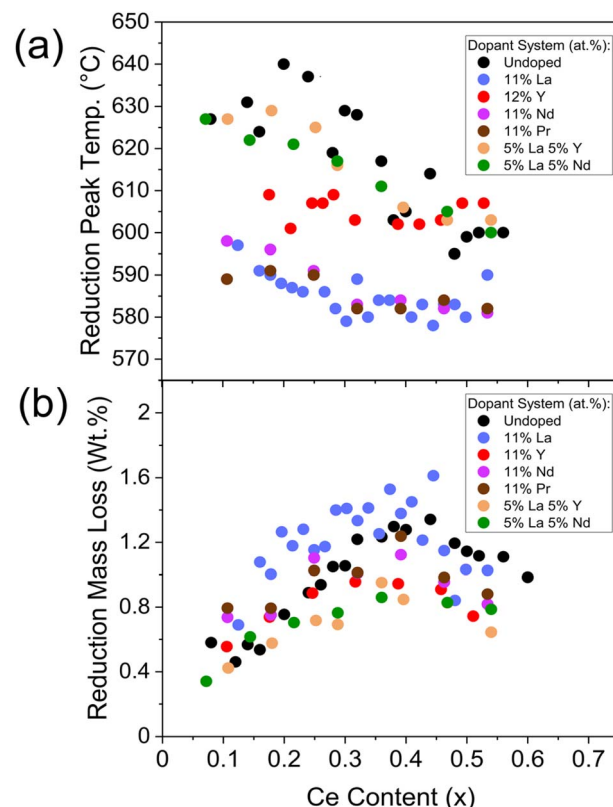 (a)
Reduction Peak Temp. (°C)
650
640
630
620
610
600
590
580
570
Dopant System (at.%):
Undoped
11% La
12% Y
11% Nd
11% Pr
5% La 5% Y
5% La 5% Nd
(b)
Reduction Mass Loss (Wt.%)
2
1.6
1.2
0.8
0.4
0
Dopant System (at.%):
Undoped
11% La
11% Y
11% Nd
11% Pr
5% La 5% Y
5% La 5% Nd
0 0.1 0.2 0.3 0.4 0.5 0.6 0.7
Ce Content (x)